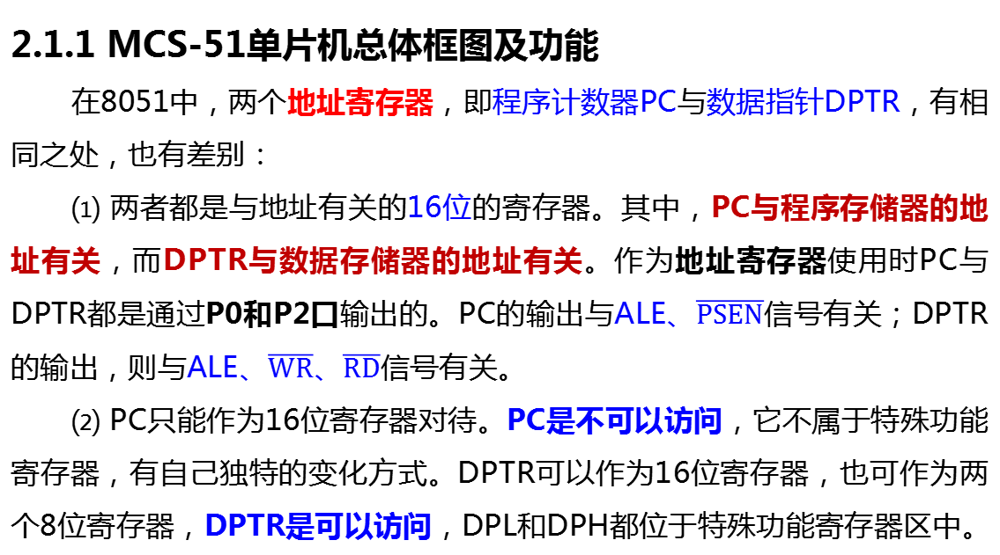 2.1.1 MCS-51单片机总体框图及功能
在8051中，两个地址寄存器，即程序计数器PC与数据指针DPTR，有相
同之处，也有差别：
⑴ 两者都是与地址有关的16位的寄存器。其中，PC与程序存储器的地
址有关，而DPTR与数据存储器的地址有关。作为地址寄存器使用时PC与
DPTR都是通过P0和P2口输出的。PC的输出与ALE、P̅S̅E̅N̅信号有关；DPTR
的输出，则与ALE、W̅R̅、R̅D̅信号有关。
⑵ PC只能作为16位寄存器对待。PC是不可以访问，它不属于特殊功能
寄存器，有自己独特的变化方式。DPTR可以作为16位寄存器，也可作为两
个8位寄存器，DPTR是可以访问，DPL和DPH都位于特殊功能寄存器区中。